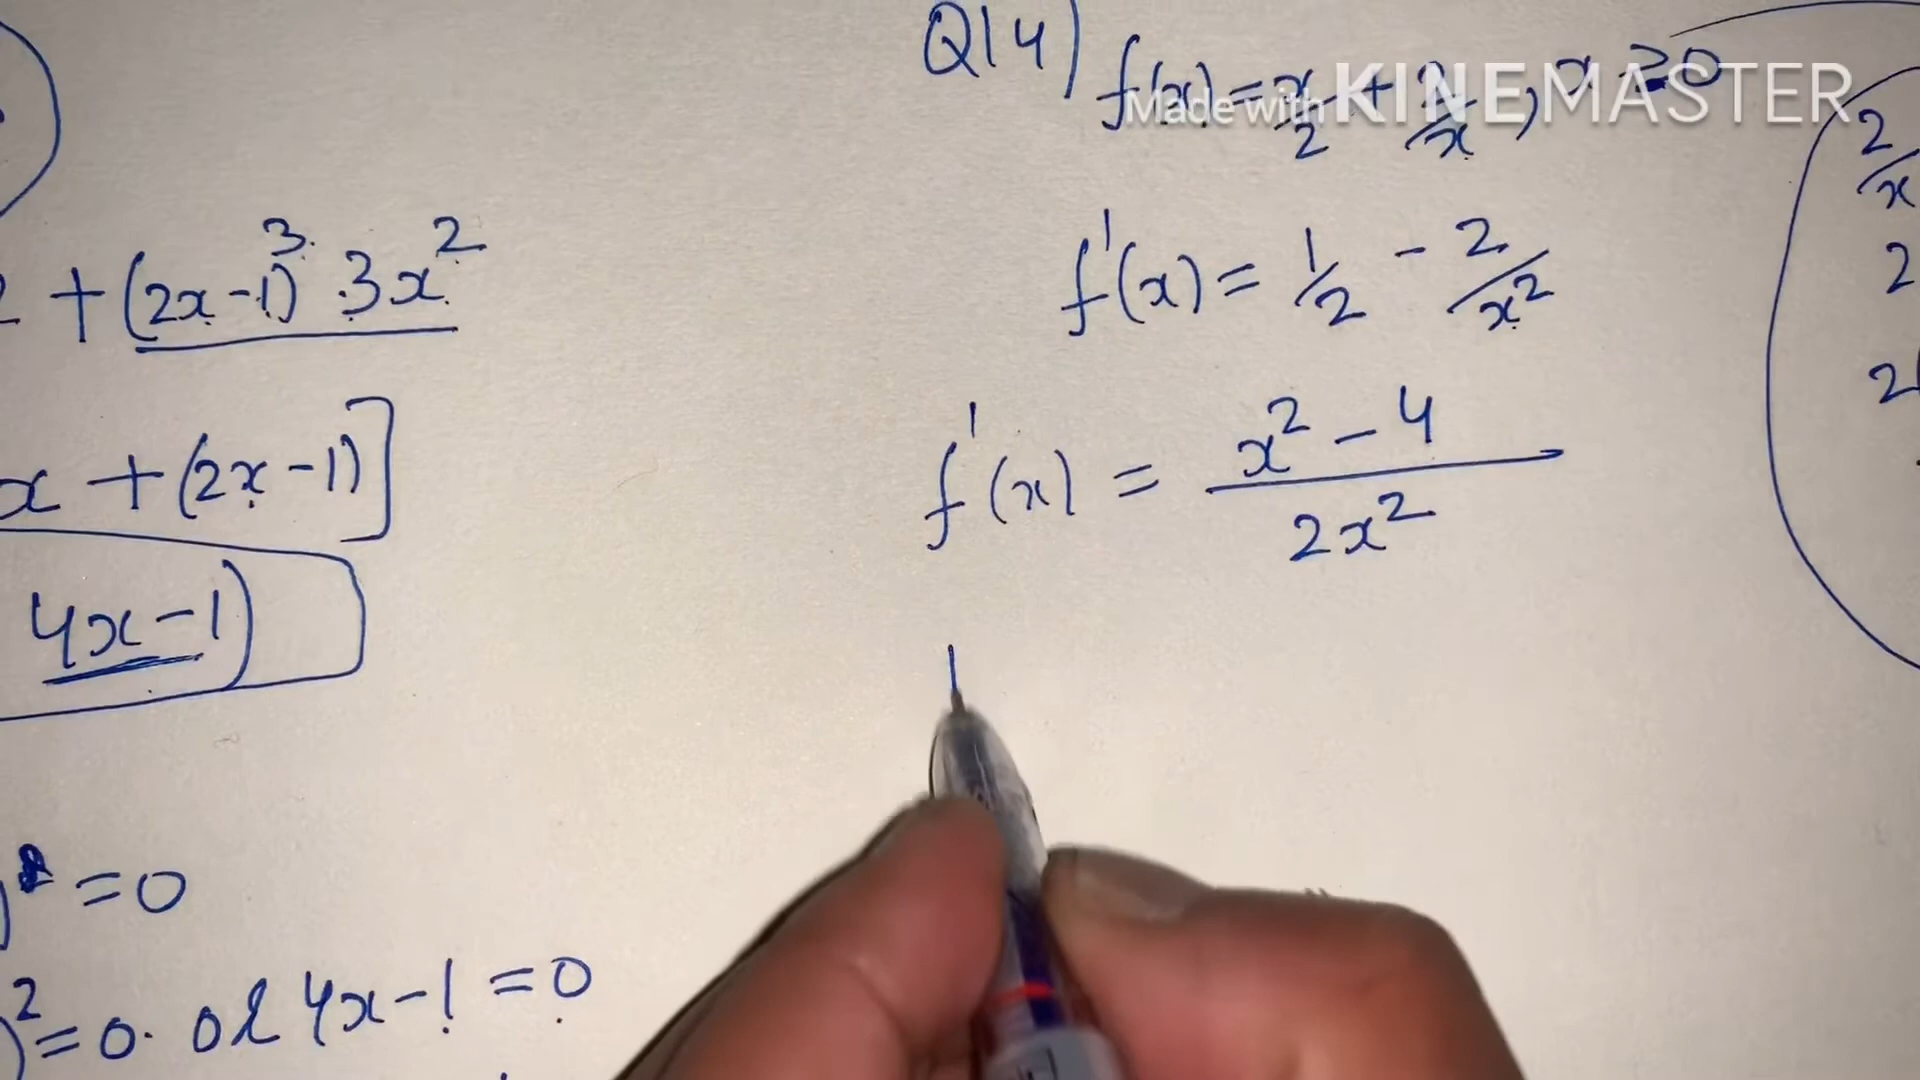 + (2x-1)³ 3x²
x + (2x-1)]
4x-1)
=0
)²=0. or 4x-1=0
Q14) f(x) = x/2 + 2/x, x≥0
Made with KINEMASTER
f'(x) = 1/2 - 2/x²
f'(x) = x²-4 / 2x²
2/x
2
2